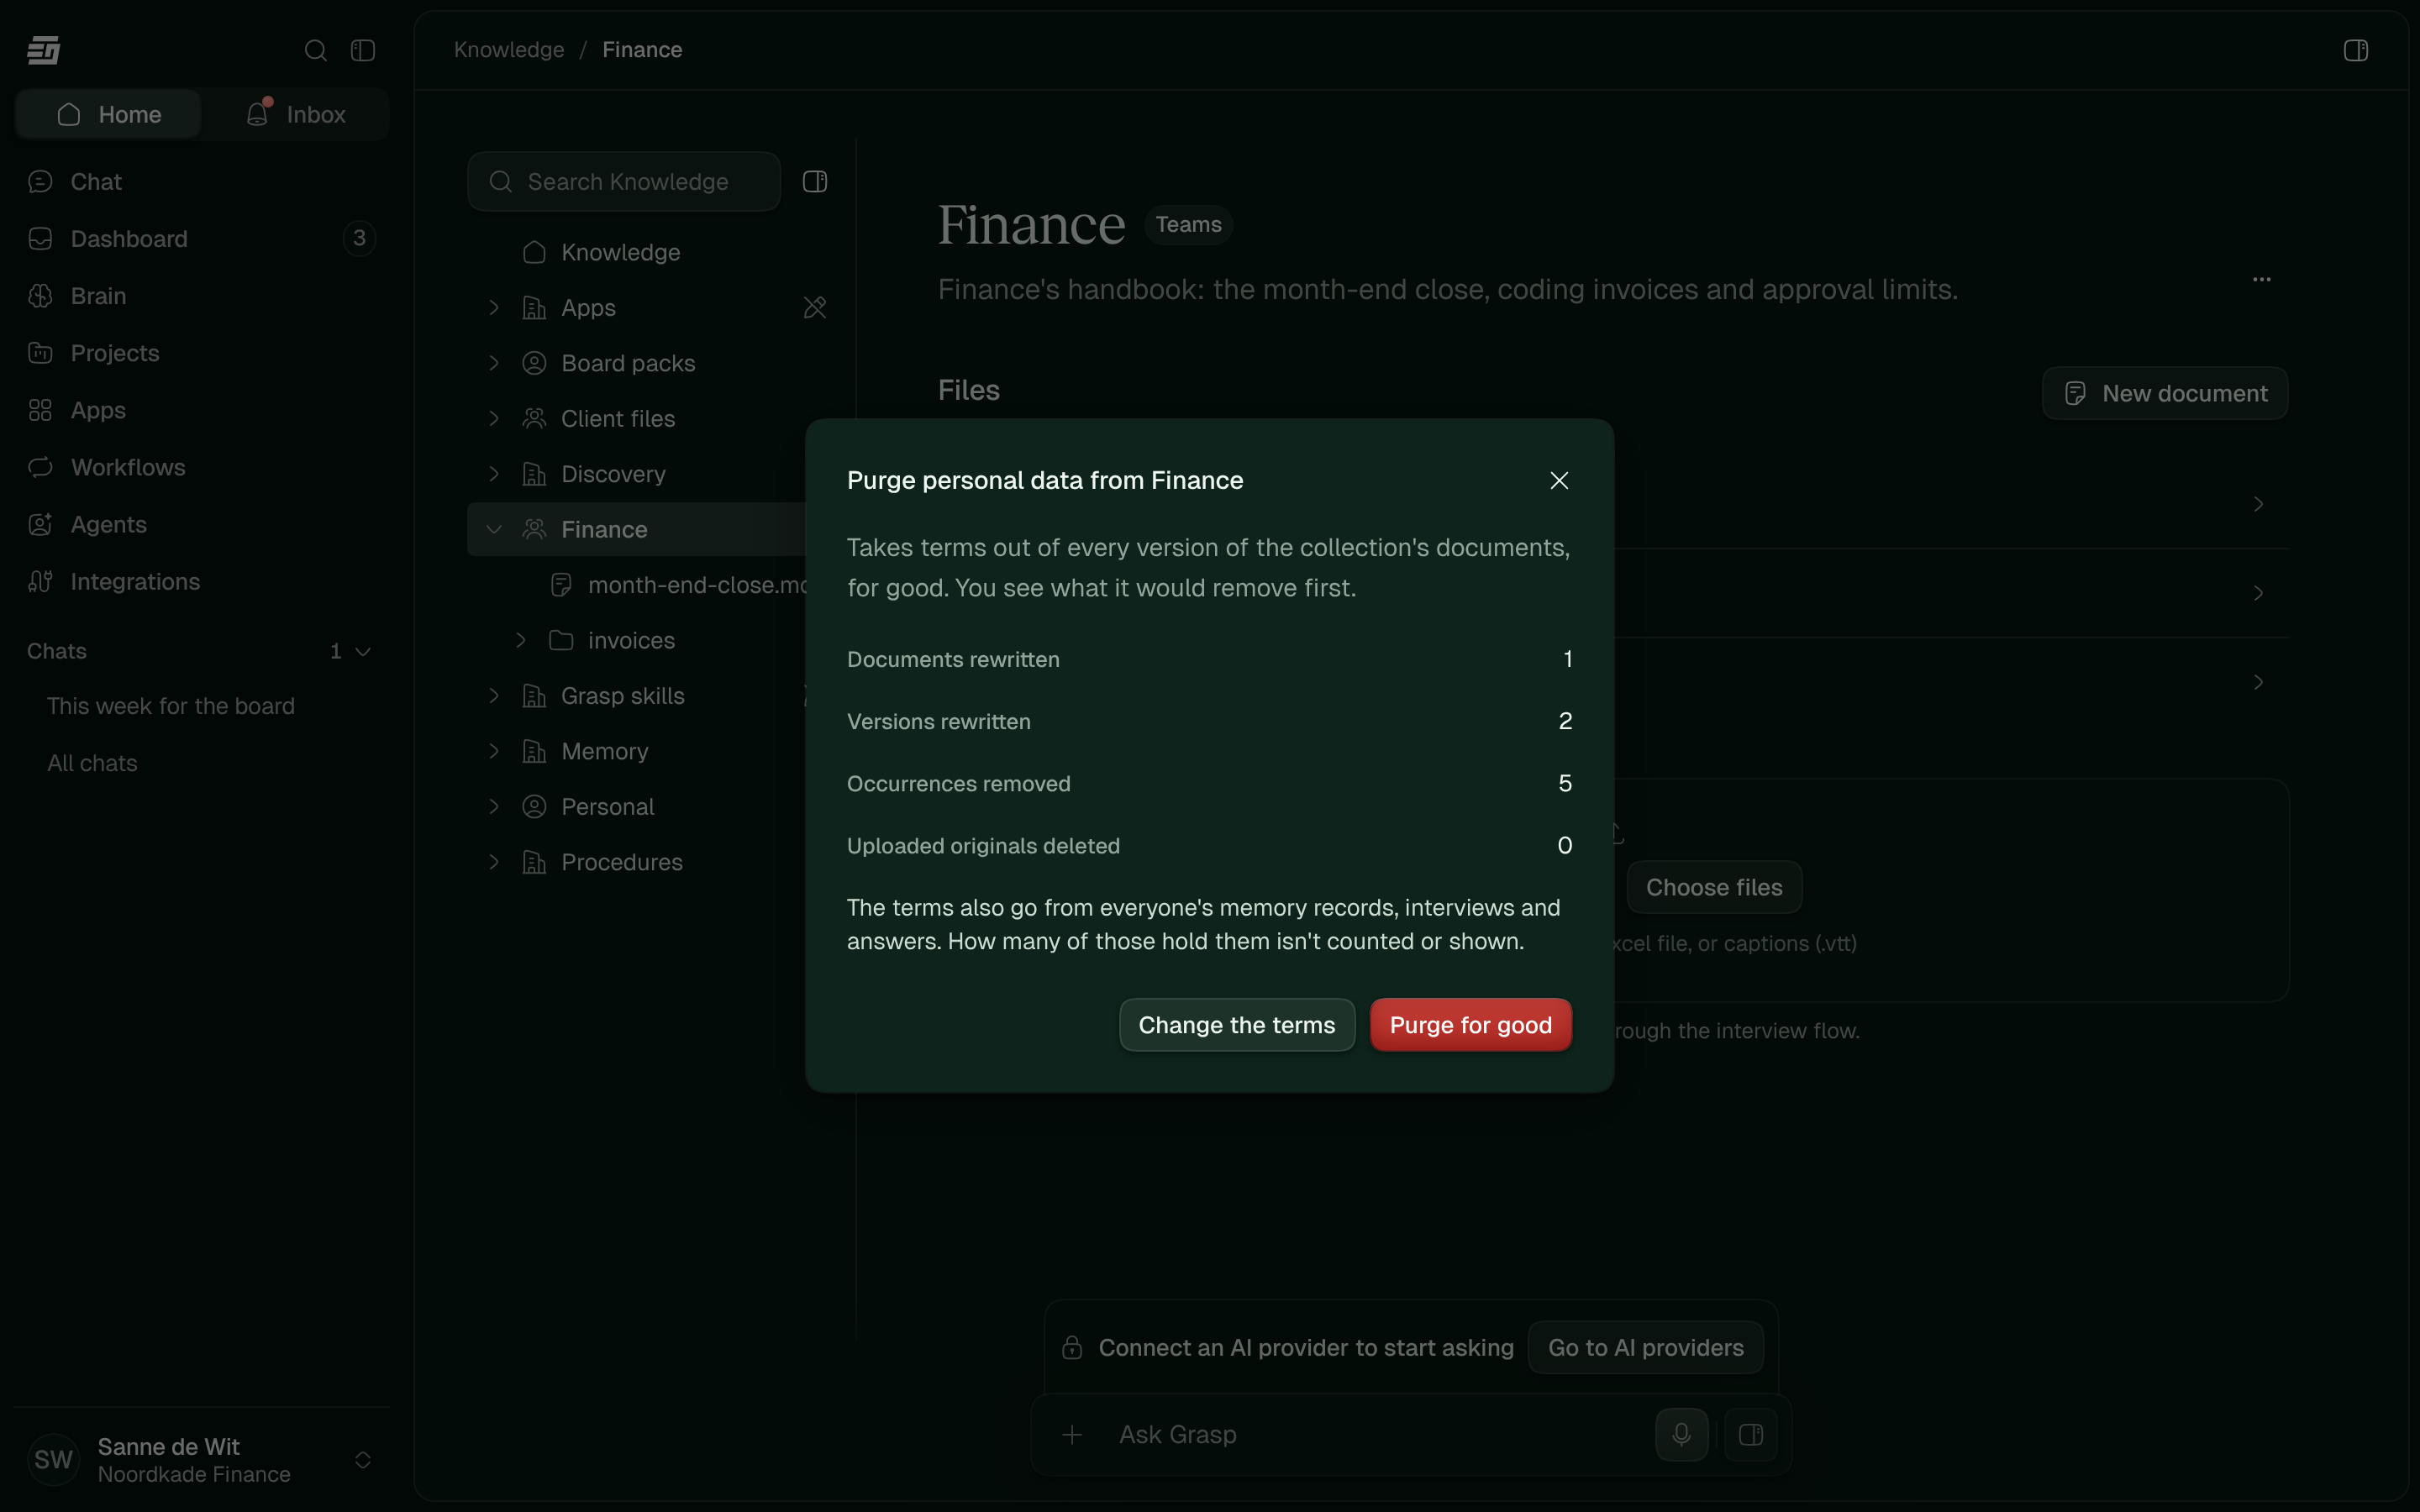 Knowledge / Finance
Home
Inbox
Chat
Dashboard
3
Brain
Projects
Apps
Workflows
Agents
Integrations
Chats
1
This week for the board
All chats
SW
Sanne de Wit
Noordkade Finance
Search Knowledge
Knowledge
Apps
Board packs
Client files
Discovery
Finance
month-end-close.md
invoices
Grasp skills
Memory
Personal
Procedures
Finance
Teams
Finance's handbook: the month-end close, coding invoices and approval limits.
Files
New document
Purge personal data from Finance
Takes terms out of every version of the collection's documents,
for good. You see what it would remove first.
Documents rewritten 1
Versions rewritten 2
Occurrences removed 5
Uploaded originals deleted 0
The terms also go from everyone's memory records, interviews and
answers. How many of those hold them isn't counted or shown.
Change the terms
Purge for good
Choose files
file, or captions (.vtt)
the interview flow.
Connect an AI provider to start asking
Go to AI providers
Ask Grasp